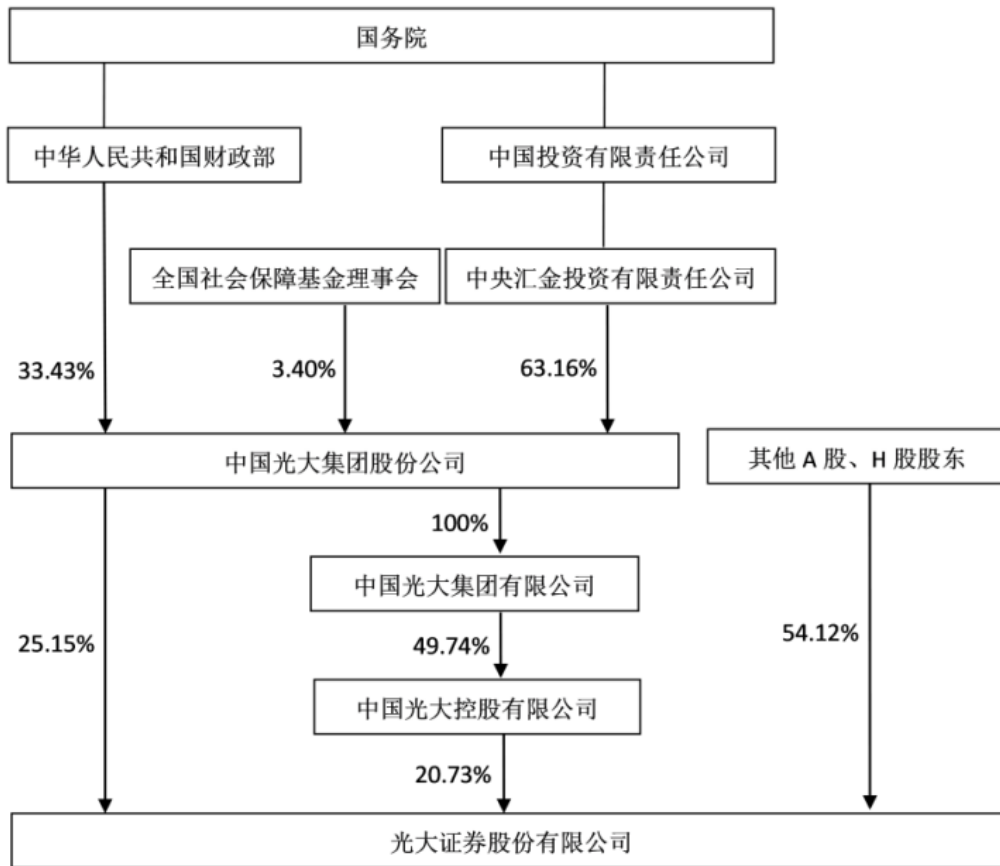 国务院
中华人民共和国财政部
中国投资有限责任公司
全国社会保障基金理事会
中央汇金投资有限责任公司
33.43%
3.40%
63.16%
中国光大集团股份公司
其他 A 股、H 股股东
100%
中国光大集团有限公司
25.15%
49.74%
54.12%
中国光大控股有限公司
20.73%
光大证券股份有限公司